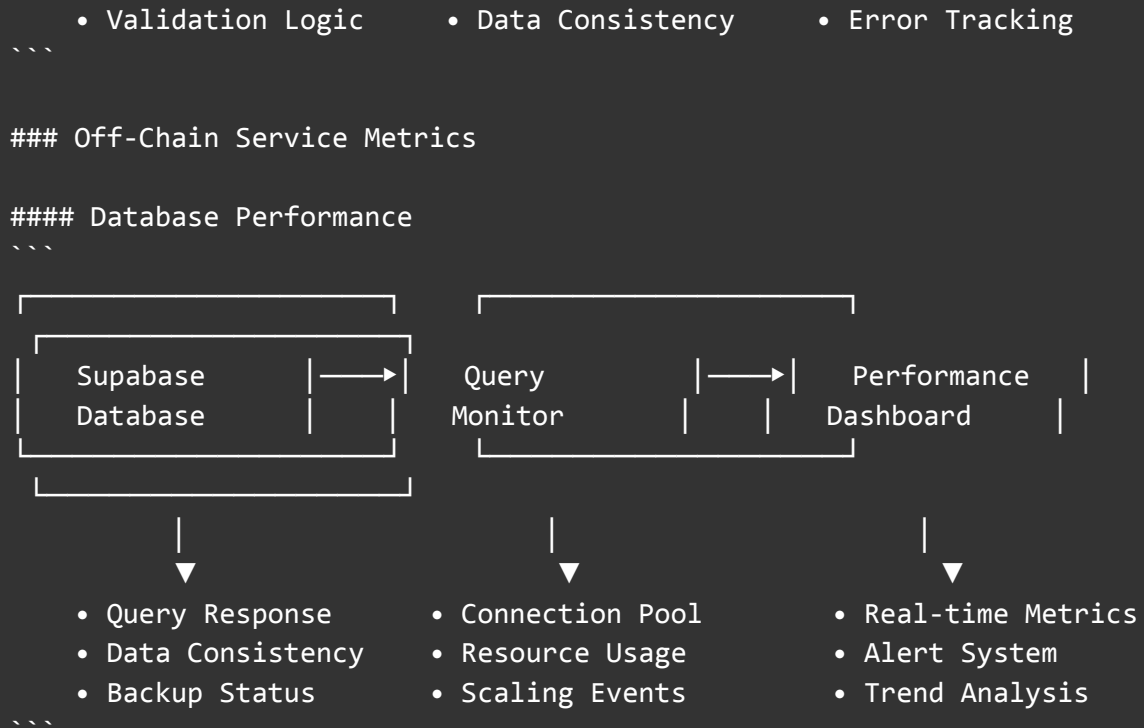 • Validation Logic • Data Consistency • Error Tracking
```
### Off-Chain Service Metrics
#### Database Performance
```
┌─────────────────────┐ ┌─────────────────────┐
┌─────────────────────┐
│ Supabase │────▶│ Query │────▶│ Performance │
│ Database │ │ Monitor │ │ Dashboard │
└─────────────────────┘ └─────────────────────┘
└─────────────────────┘
│ │ │
▼ ▼ ▼
• Query Response • Connection Pool • Real-time Metrics
• Data Consistency • Resource Usage • Alert System
• Backup Status • Scaling Events • Trend Analysis
```